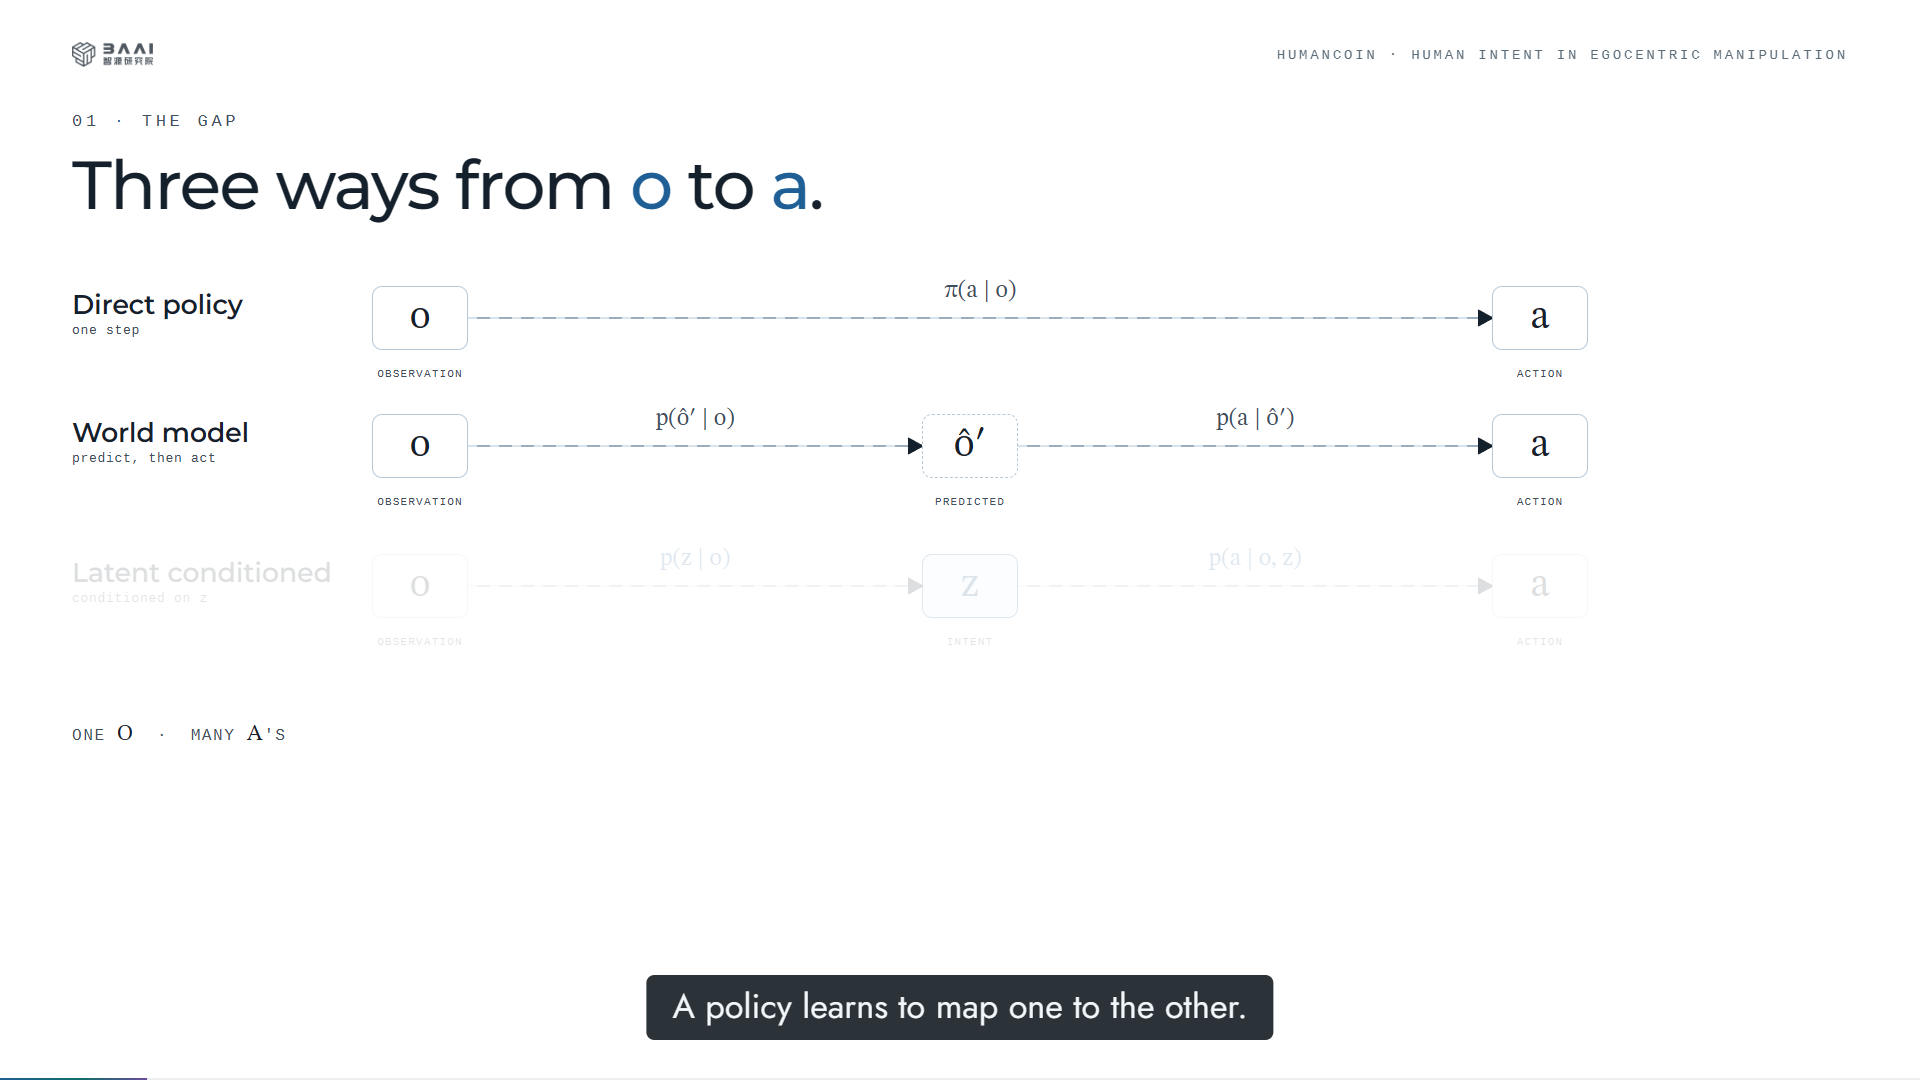 BAAI
智源研究院
HUMANCOIN · HUMAN INTENT IN EGOCENTRIC MANIPULATION
01 · THE GAP
Three ways from o to a.
Direct policy
one step
o
π(a | o)
a
OBSERVATION
ACTION
World model
predict, then act
o
p(ô′ | o)
ô′
p(a | ô′)
a
OBSERVATION
PREDICTED
ACTION
Latent conditioned
conditioned on z
o
p(z | o)
z
p(a | o, z)
a
OBSERVATION
INTENT
ACTION
ONE O · MANY A'S
A policy learns to map one to the other.